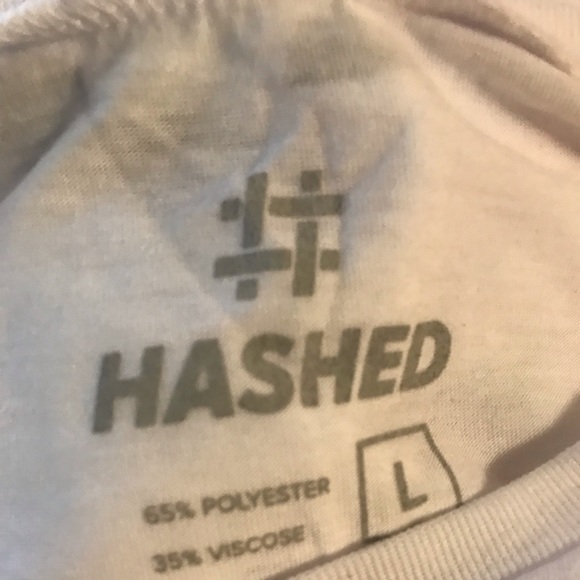 HASHED
65% POLYESTER
35% VISCOSE
L